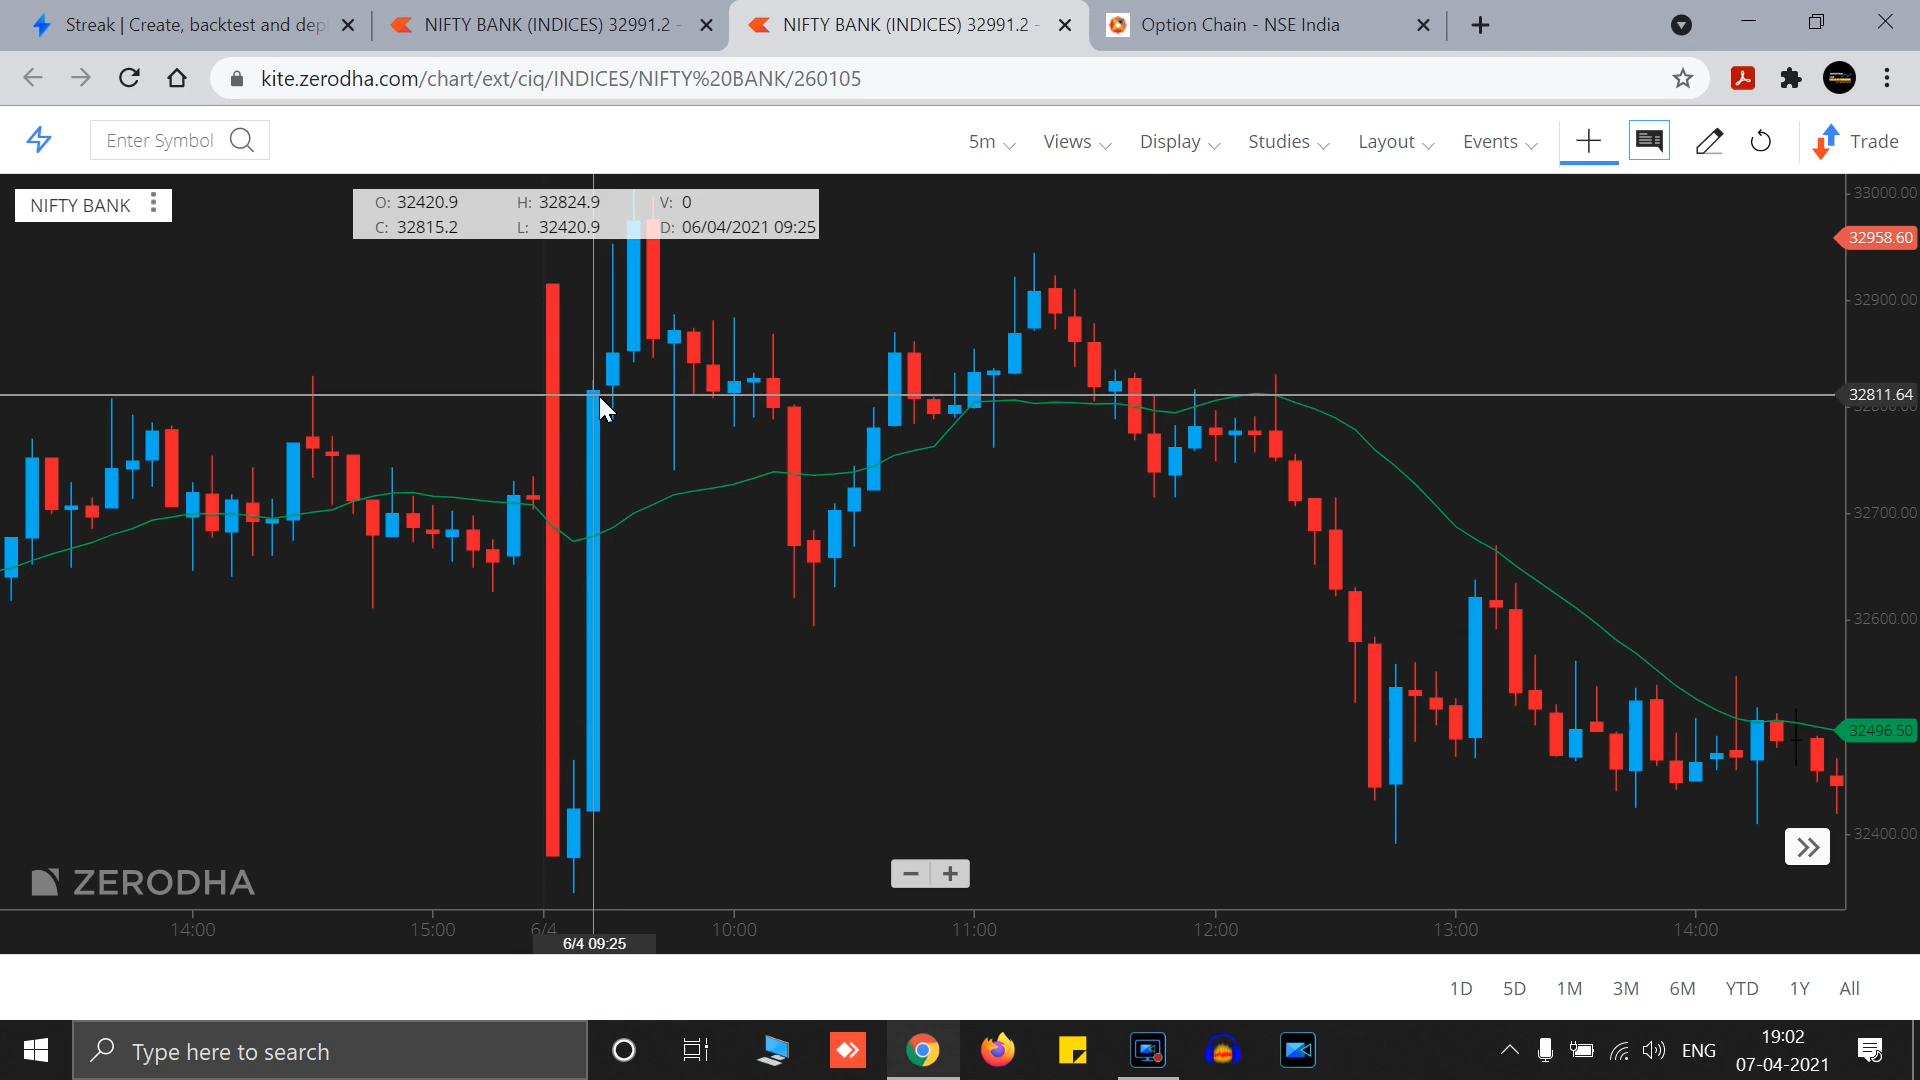 Streak | Create, backtest and dep
NIFTY BANK (INDICES) 32991.2 -
NIFTY BANK (INDICES) 32991.2 -
Option Chain - NSE India
kite.zerodha.com/chart/ext/ciq/INDICES/NIFTY%20BANK/260105
Enter Symbol
5m
Views
Display
Studies
Layout
Events
Trade
NIFTY BANK
O: 32420.9 H: 32824.9 V: 0
C: 32815.2 L: 32420.9 D: 06/04/2021 09:25
33000.00
32958.60
32900.00
32811.64
32800.00
32700.00
32600.00
32496.50
32400.00
ZERODHA
14:00 15:00 6/4 10:00 11:00 12:00 13:00 14:00
6/4 09:25
1D 5D 1M 3M 6M YTD 1Y All
Type here to search
ENG
19:02
07-04-2021